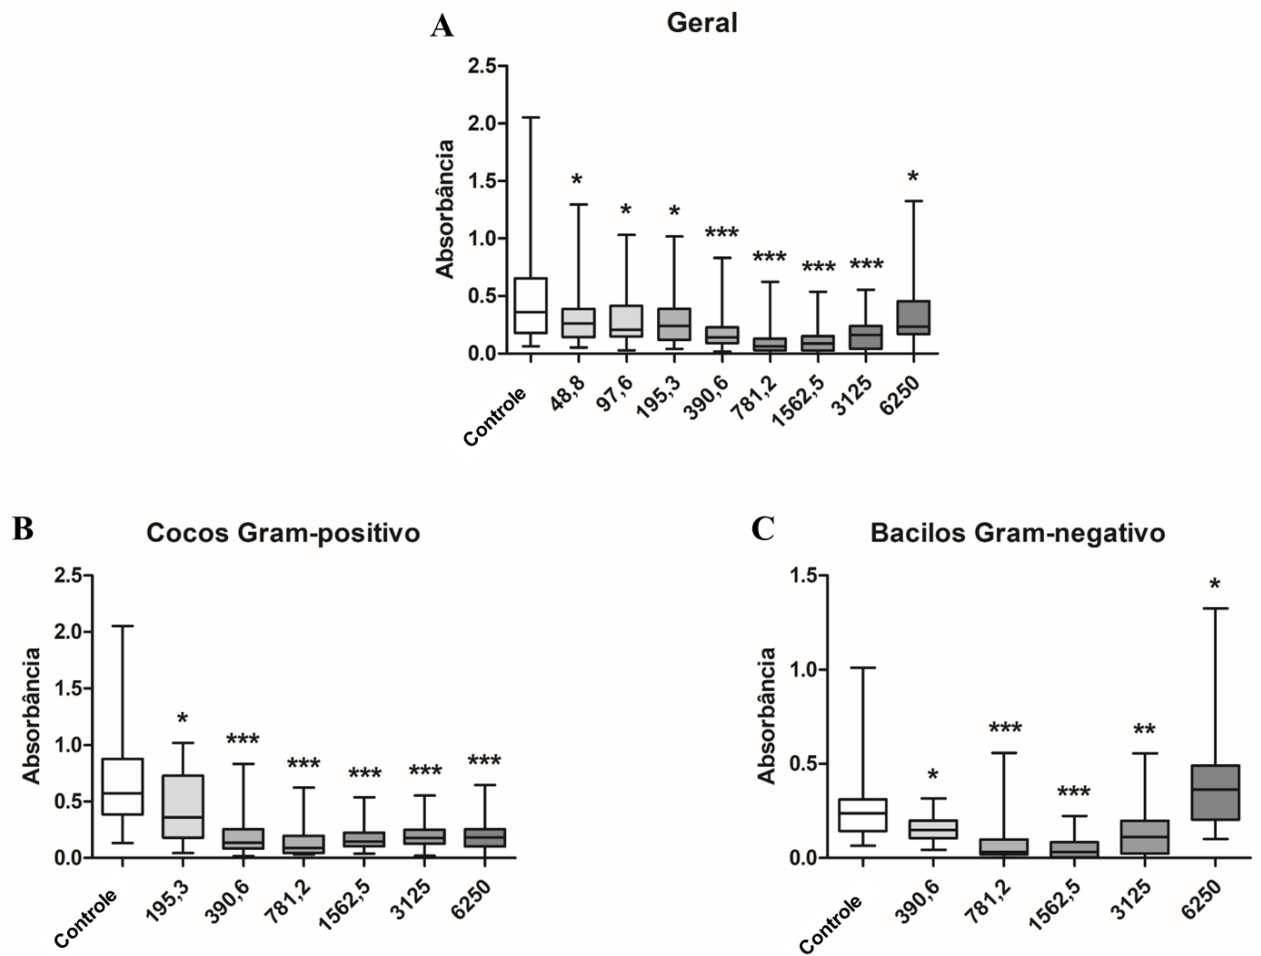 A
Geral
Absorbância
2.5
2.0
1.5
1.0
0.5
0.0
* * * *** *** *** *** *
Controle 48,8 97,6 195,3 390,6 781,2 1562,5 3125 6250
B
Cocos Gram-positivo
Absorbância
2.5
2.0
1.5
1.0
0.5
0.0
* *** *** *** *** ***
Controle 195,3 390,6 781,2 1562,5 3125 6250
C
Bacilos Gram-negativo
Absorbância
1.5
1.0
0.5
0.0
* *** *** ** *
Controle 390,6 781,2 1562,5 3125 6250